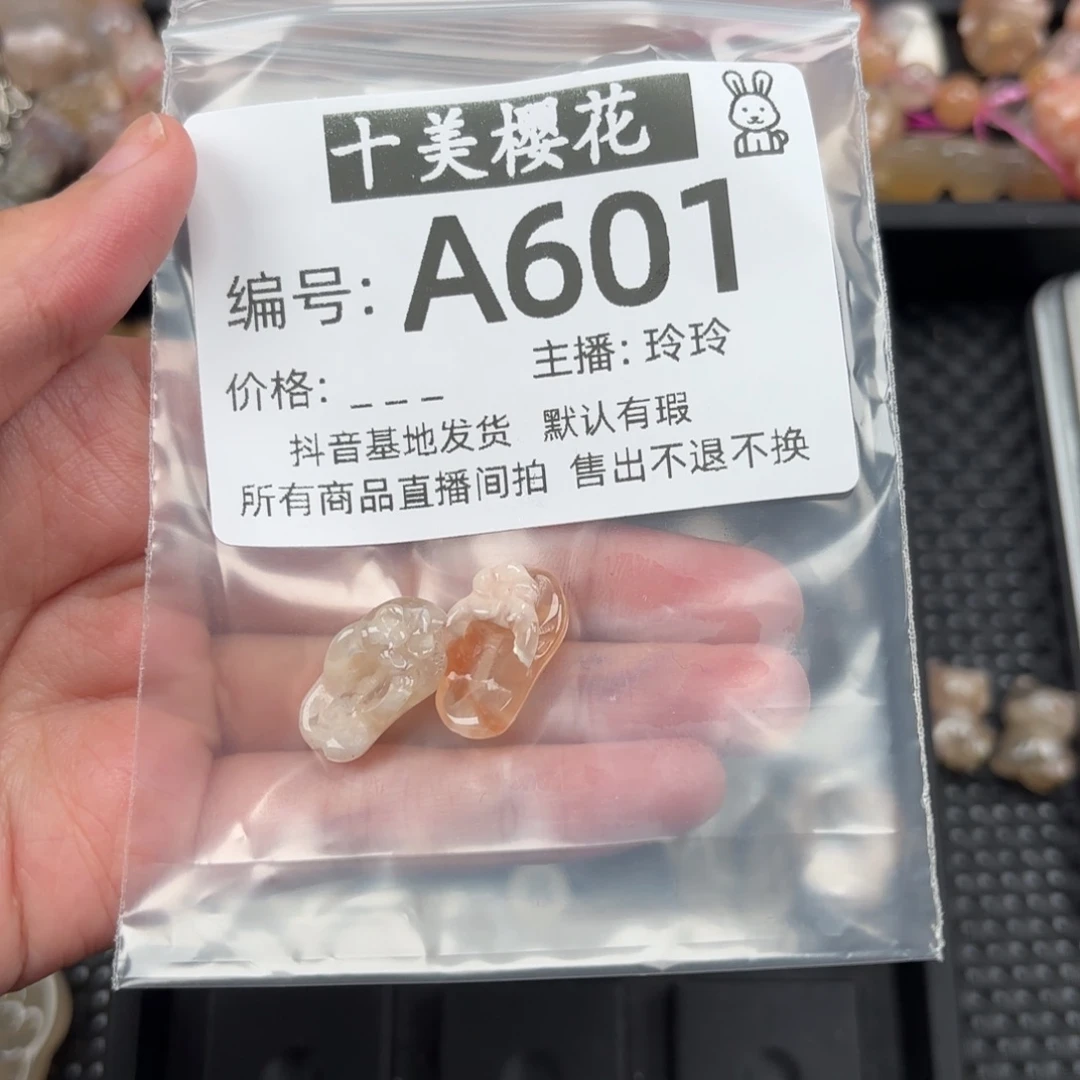 十美樱花
编号: A601
价格: _ _ _ 主播: 玲玲
抖音基地发货 默认有瑕
所有商品直播间拍 售出不退不换